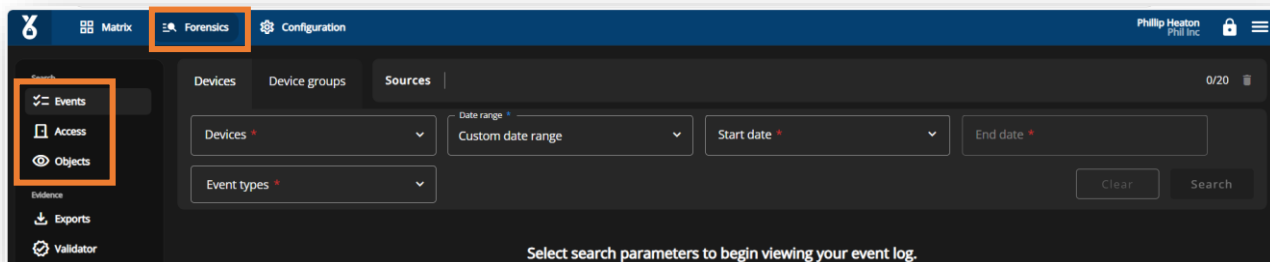 Matrix Forensics Configuration Phillip Heaton
Phil Inc
Search
Events
Access
Objects
Evidence
Exports
Validator
Devices Device groups Sources 0/20
Devices * Date range * Custom date range Start date * End date *
Event types * Clear Search
Select search parameters to begin viewing your event log.